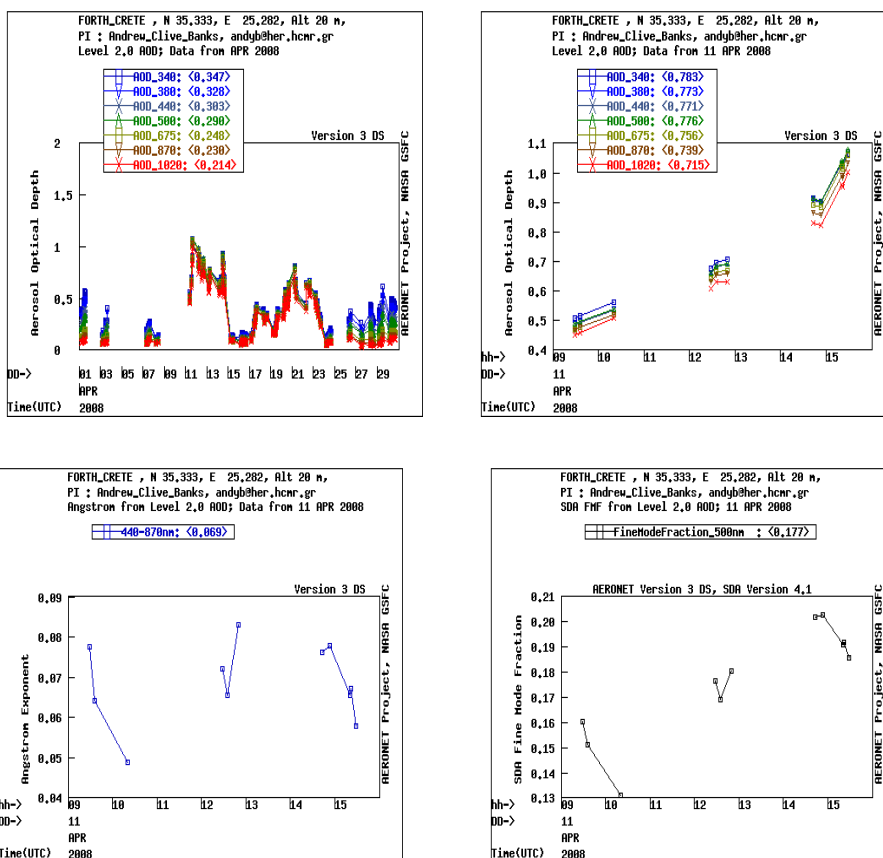 FORTH_CRETE , N 35.333, E  25.282, Alt 20 m,
PI : Andrew_Clive_Banks, andyb@her.hcmr.gr
Level 2.0 AOD; Data from APR 2008
AOD_340: <0.347>
AOD_380: <0.328>
AOD_440: <0.303>
AOD_500: <0.290>
AOD_675: <0.248>
AOD_870: <0.230>
AOD_1020: <0.214>
Version 3 DS
2
1.5
1
0.5
0
Aerosol Optical Depth
AERONET Project, NASA GSFC
DD-> 01 03 05 07 09 11 13 15 17 19 21 23 25 27 29
APR
Time(UTC) 2008
FORTH_CRETE , N 35.333, E  25.282, Alt 20 m,
PI : Andrew_Clive_Banks, andyb@her.hcmr.gr
Level 2.0 AOD; Data from 11 APR 2008
AOD_340: <0.783>
AOD_380: <0.773>
AOD_440: <0.771>
AOD_500: <0.776>
AOD_675: <0.756>
AOD_870: <0.739>
AOD_1020: <0.715>
Version 3 DS
1.1
1.0
0.9
0.8
0.7
0.6
0.5
0.4
Aerosol Optical Depth
AERONET Project, NASA GSFC
hh-> 09 10 11 12 13 14 15
DD-> 11
APR
Time(UTC) 2008
FORTH_CRETE , N 35.333, E  25.282, Alt 20 m,
PI : Andrew_Clive_Banks, andyb@her.hcmr.gr
Angstrom from Level 2.0 AOD; Data from 11 APR 2008
440-870nm: <0.069>
Version 3 DS
0.09
0.08
0.07
0.06
0.05
0.04
Angstrom Exponent
AERONET Project, NASA GSFC
hh-> 09 10 11 12 13 14 15
DD-> 11
APR
Time(UTC) 2008
FORTH_CRETE , N 35.333, E  25.282, Alt 20 m,
PI : Andrew_Clive_Banks, andyb@her.hcmr.gr
SDA FMF from Level 2.0 AOD; 11 APR 2008
FineModeFraction_500nm  : <0.177>
AERONET Version 3 DS, SDA Version 4.1
0.21
0.20
0.19
0.18
0.17
0.16
0.15
0.14
0.13
SDA Fine Mode Fraction
AERONET Project, NASA GSFC
hh-> 09 10 11 12 13 14 15
DD-> 11
APR
Time(UTC) 2008